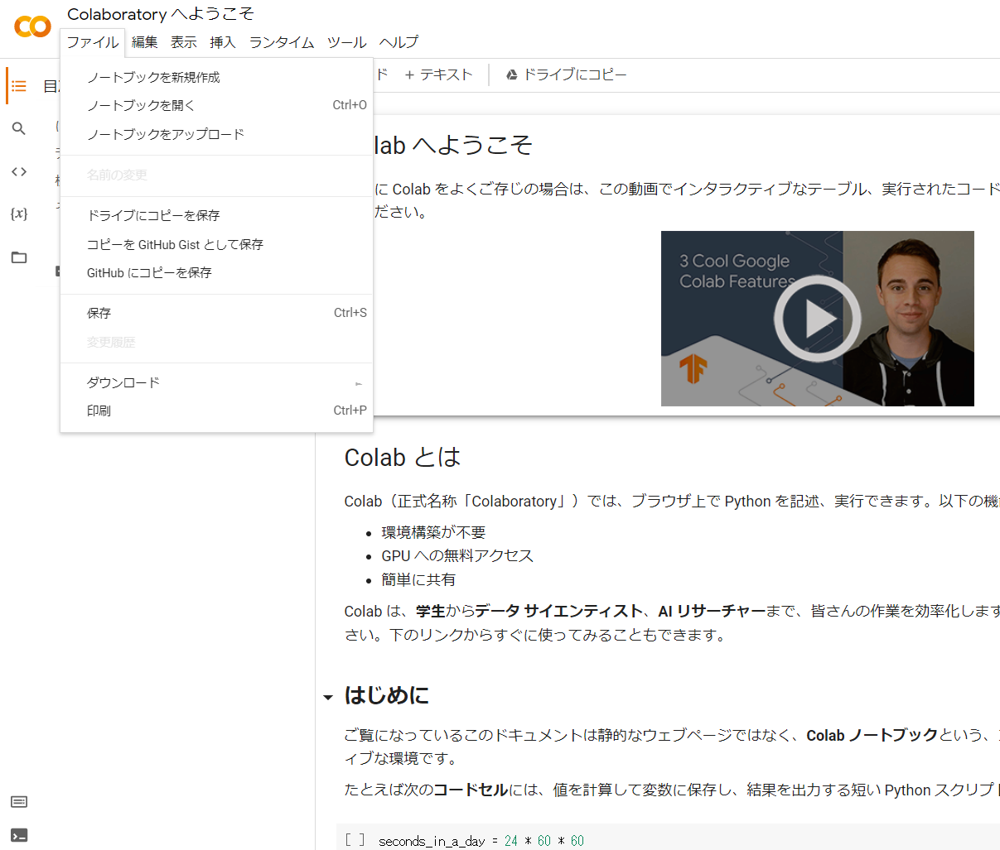 Colaboratory へようこそ
ファイル 編集 表示 挿入 ランタイム ツール ヘルプ
ド + テキスト ドライブにコピー
目
ノートブックを新規作成
ノートブックを開く Ctrl+O
ノートブックをアップロード
名前の変更
ドライブにコピーを保存
コピーを GitHub Gist として保存
GitHub にコピーを保存
保存 Ctrl+S
変更履歴
ダウンロード
印刷 Ctrl+P
{x}
lab へようこそ
に Colab をよくご存じの場合は、この動画でインタラクティブなテーブル、実行されたコード
ださい。
3 Cool Google
Colab Features
Colab とは
Colab（正式名称「Colaboratory」）では、ブラウザ上で Python を記述、実行できます。以下の機
• 環境構築が不要
• GPU への無料アクセス
• 簡単に共有
Colab は、学生からデータ サイエンティスト、AI リサーチャーまで、皆さんの作業を効率化します
さい。下のリンクからすぐに使ってみることもできます。
はじめに
ご覧になっているこのドキュメントは静的なウェブページではなく、Colab ノートブックという、
ィブな環境です。
たとえば次のコードセルには、値を計算して変数に保存し、結果を出力する短い Python スクリプ
[ ] seconds_in_a_day = 24 * 60 * 60